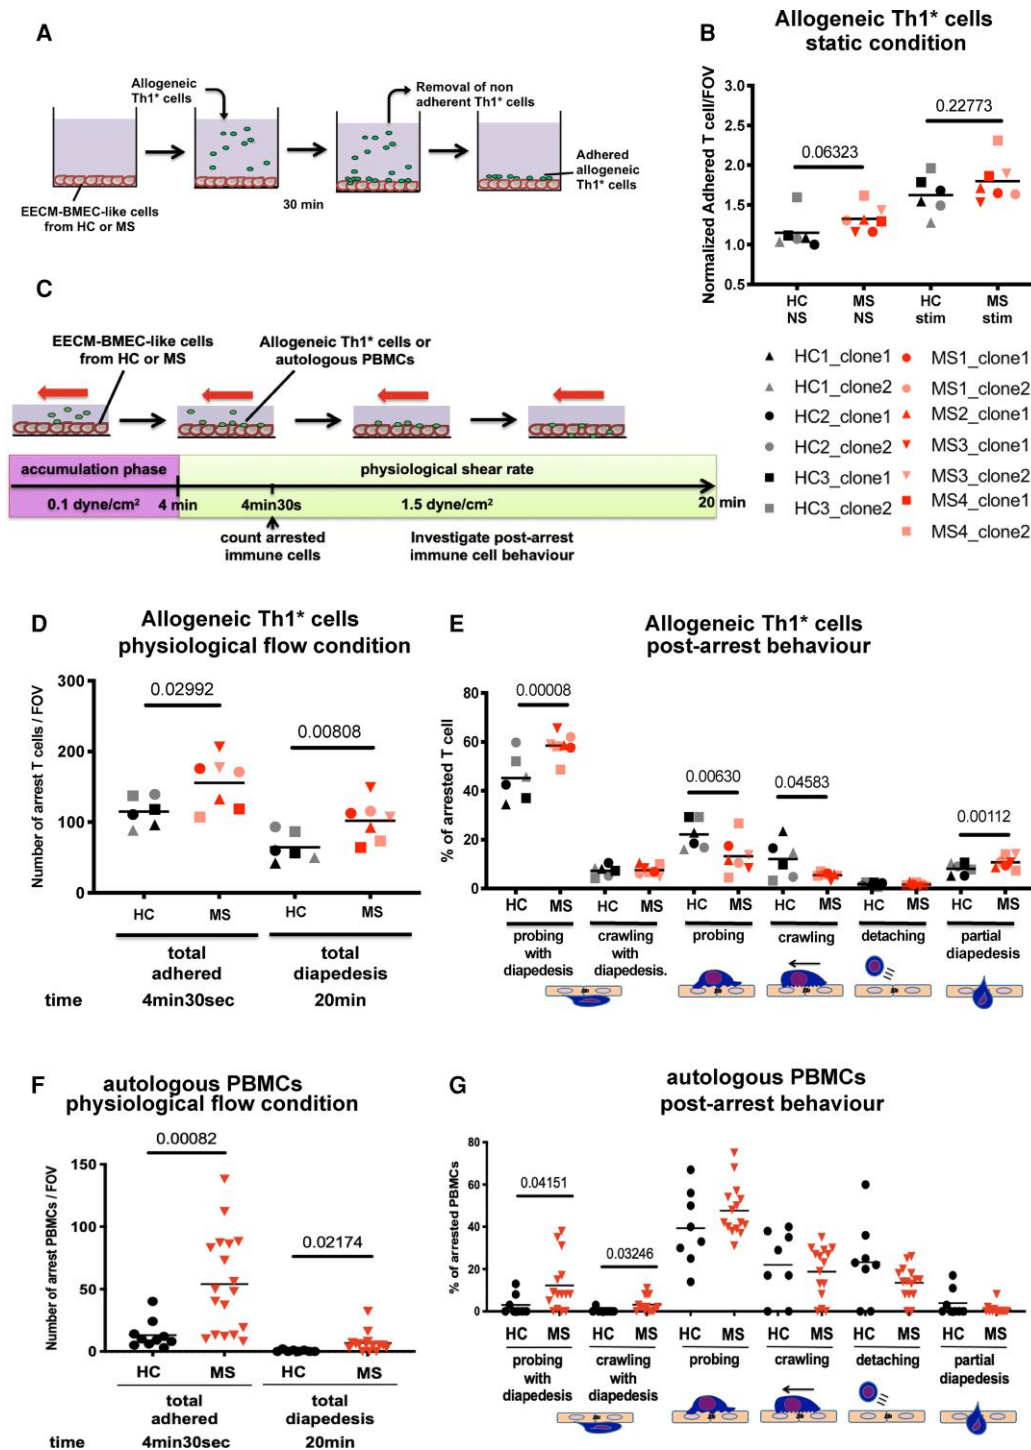 A
Allogeneic
Th1* cells
Removal of non
adherent Th1* cells
Adhered
allogeneic
Th1* cells
EECM-BMEC-like cells
from HC or MS
30 min
B
Allogeneic Th1* cells
static condition
Normalized Adhered T cell/FOV
3.0
2.5
2.0
1.5
1.0
0.5
0.06323
0.22773
HC
NS
MS
NS
HC
stim
MS
stim
HC1_clone1
HC1_clone2
HC2_clone1
HC2_clone2
HC3_clone1
HC3_clone2
MS1_clone1
MS1_clone2
MS2_clone1
MS3_clone1
MS3_clone2
MS4_clone1
MS4_clone2
C
EECM-BMEC-like cells
from HC or MS
Allogeneic Th1* cells or
autologous PBMCs
accumulation phase
physiological shear rate
0.1 dyne/cm²
4 min
4min30s
1.5 dyne/cm²
20 min
count arrested
immune cells
Investigate post-arrest
immune cell behaviour
D
Allogeneic Th1* cells
physiological flow condition
Number of arrest T cells / FOV
300
200
100
0
0.02992
0.00808
HC
MS
HC
MS
total
adhered
total
diapedesis
time
4min30sec
20min
E
Allogeneic Th1* cells
post-arrest behaviour
% of arrested T cell
80
60
40
20
0
0.00008
0.00630
0.04583
0.00112
HC MS HC MS HC MS HC MS HC MS HC MS
probing
with
diapedesis
crawling
with
diapedesis.
probing
crawling
detaching
partial
diapedesis
F
autologous PBMCs
physiological flow condition
Number of arrest PBMCs / FOV
150
100
50
0
0.00082
0.02174
HC
MS
HC
MS
total
adhered
total
diapedesis
time
4min30sec
20min
G
autologous PBMCs
post-arrest behaviour
% of arrested PBMCs
80
60
40
20
0
0.04151
0.03246
HC MS HC MS HC MS HC MS HC MS HC MS
probing
with
diapedesis
crawling
with
diapedesis
probing
crawling
detaching
partial
diapedesis